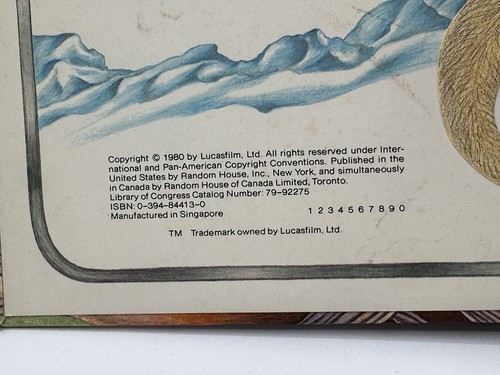 Copyright © 1980 by Lucasfilm, Ltd. All rights reserved under Inter-
national and Pan-American Copyright Conventions. Published in the
United States by Random House, Inc., New York, and simultaneously
in Canada by Random House of Canada Limited, Toronto.
Library of Congress Catalog Number: 79-92275
ISBN: 0-394-84413-0
Manufactured in Singapore 1 2 3 4 5 6 7 8 9 0
TM Trademark owned by Lucasfilm, Ltd.